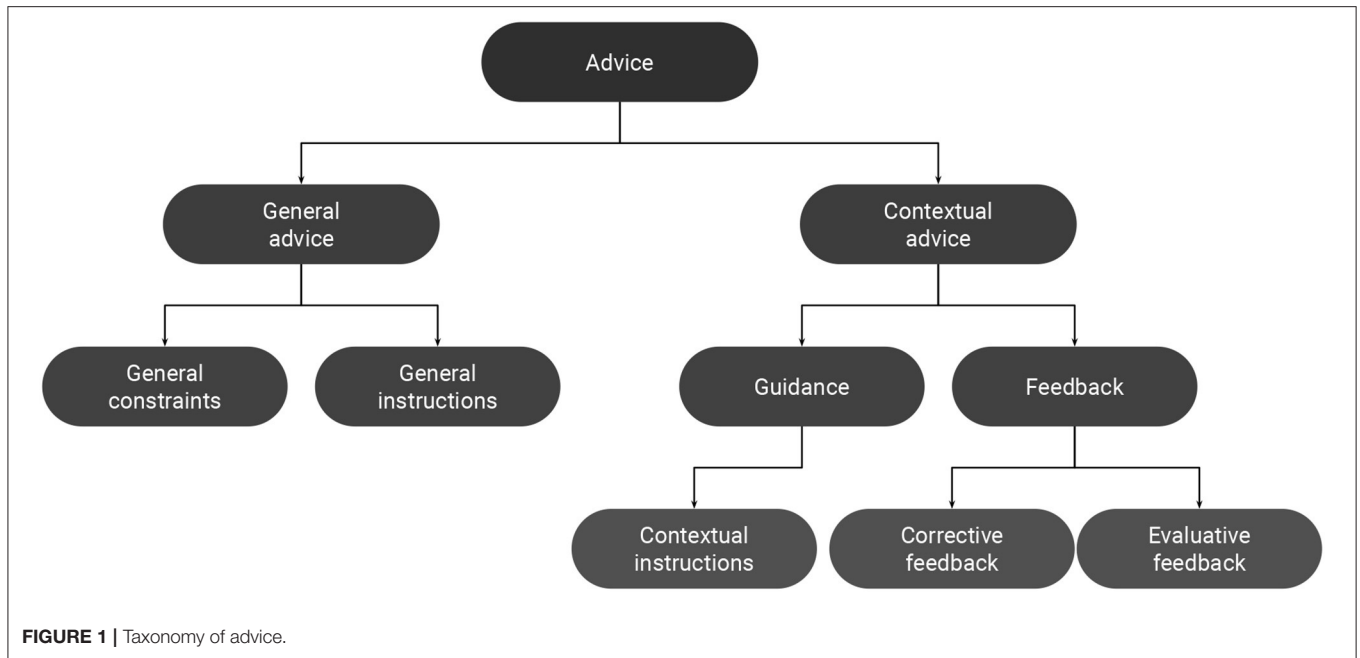 Advice
General
advice
Contextual
advice
General
constraints
General
instructions
Guidance
Feedback
Contextual
instructions
Corrective
feedback
Evaluative
feedback
FIGURE 1 | Taxonomy of advice.